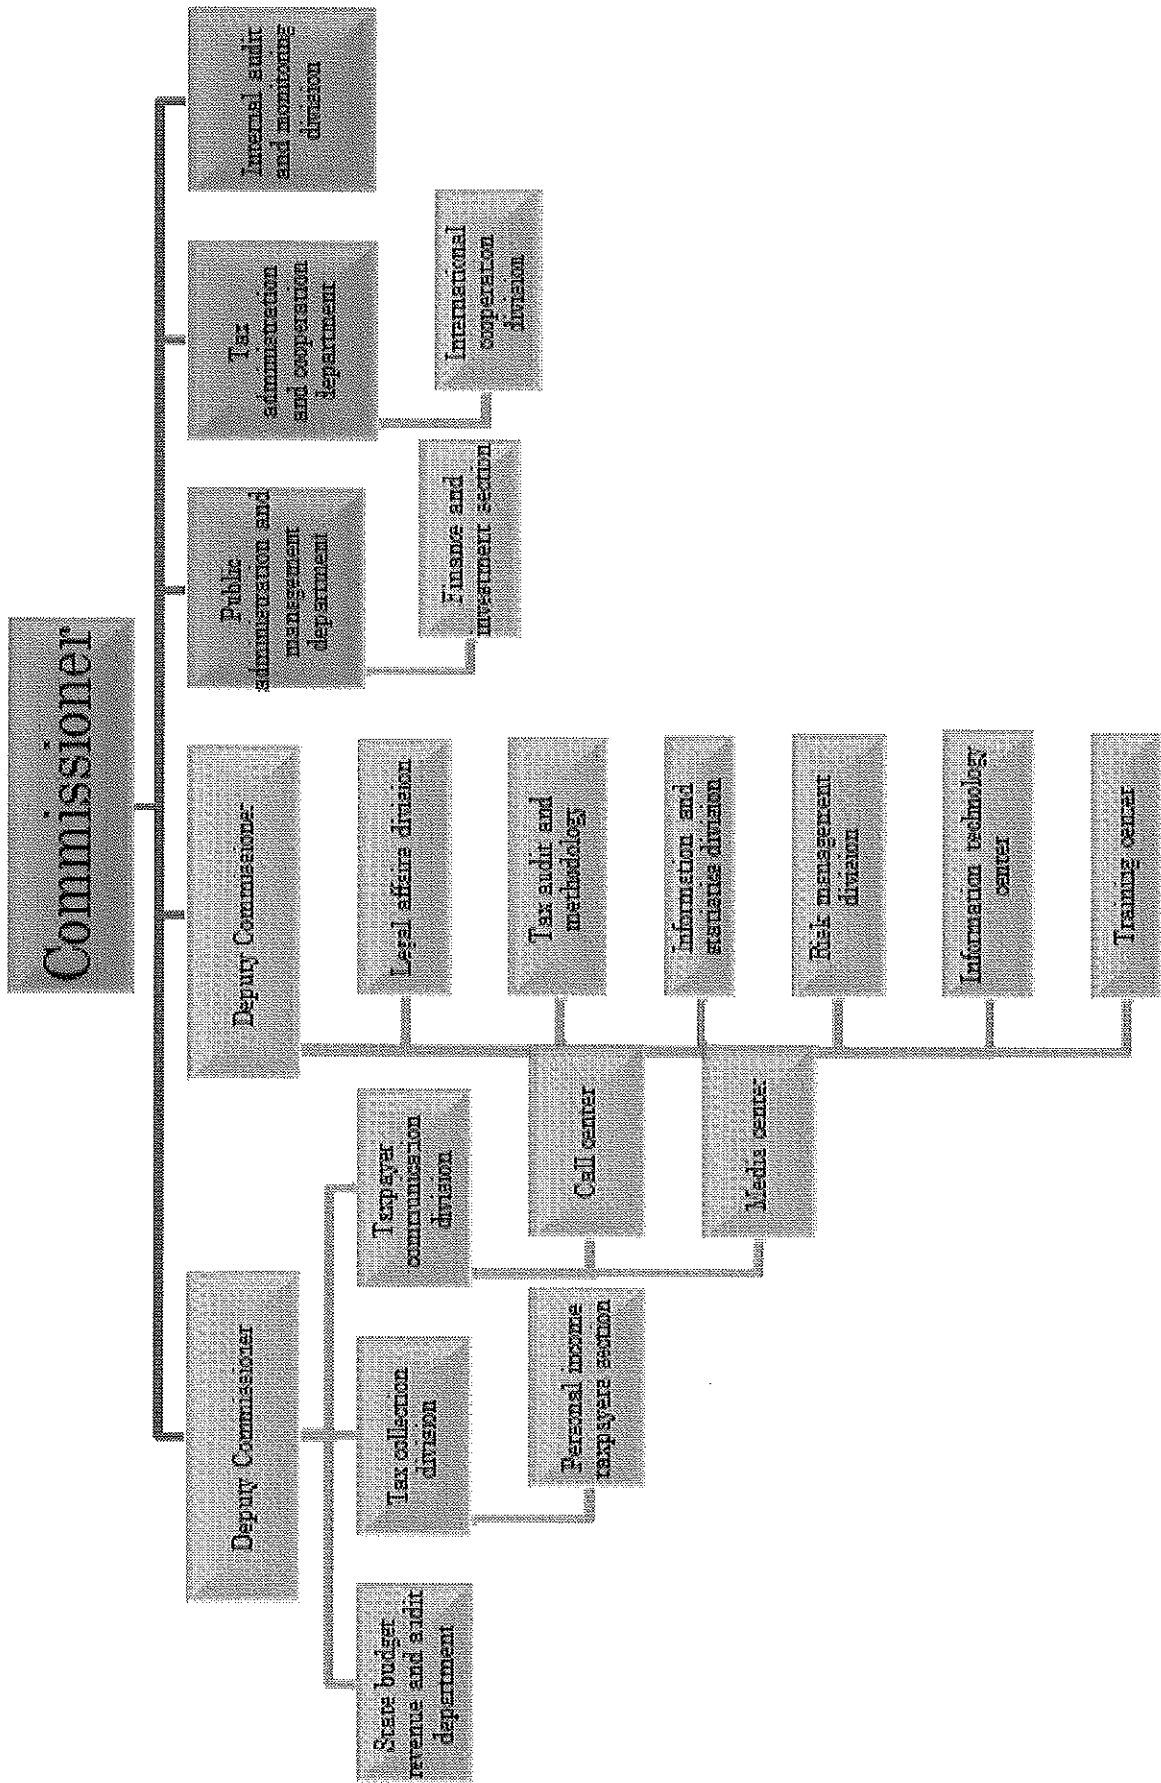 Commissioner
Deputy Commissioner
Deputy Commissioner
Public
administration and
management
department
Tax
administration
and cooperation
department
Internal audit
and monitoring
division
State budget
revenue and audit
department
Tax collection
division
Taxpayer
communication
division
Personal income
taxpayers section
Call center
Media center
Legal affairs division
Tax audit and
methodology
Information and
statistics division
Risk management
division
Information technology
center
Training center
Finance and
investment section
International
cooperation
division